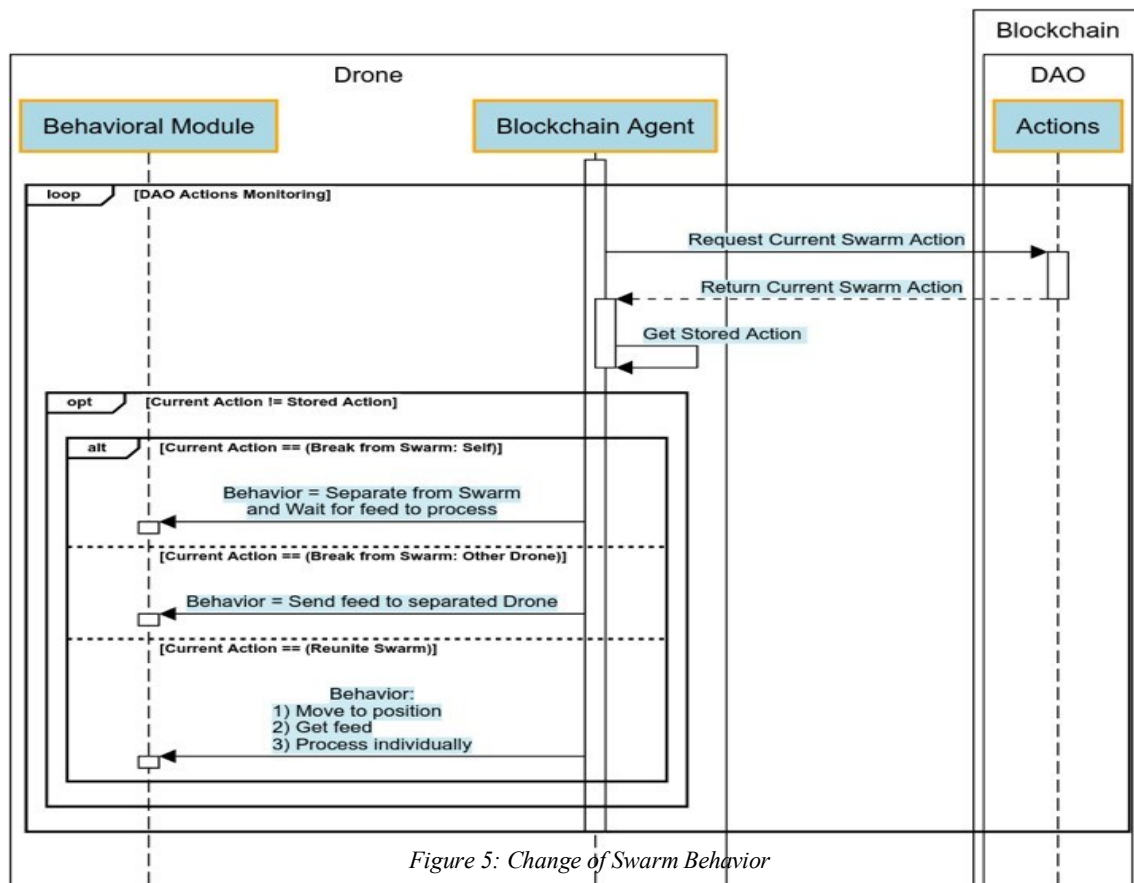 Blockchain
Drone
DAO
Behavioral Module
Blockchain Agent
Actions
loop
[DAO Actions Monitoring]
Request Current Swarm Action
Return Current Swarm Action
Get Stored Action
opt
[Current Action != Stored Action]
alt
[Current Action == (Break from Swarm: Self)]
Behavior = Separate from Swarm
and Wait for feed to process
[Current Action == (Break from Swarm: Other Drone)]
Behavior = Send feed to separated Drone
[Current Action == (Reunite Swarm)]
Behavior:
1) Move to position
2) Get feed
3) Process individually
Figure 5: Change of Swarm Behavior